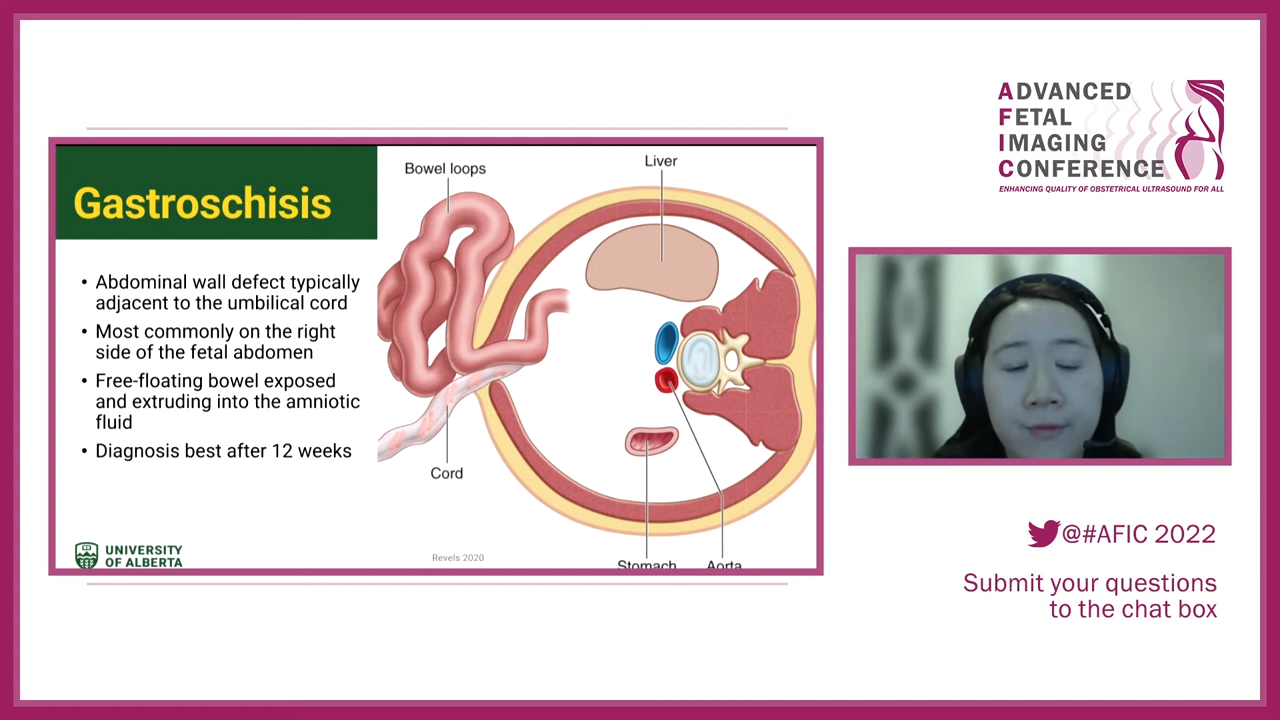 ADVANCED
FETAL
IMAGING
CONFERENCE
ENHANCING QUALITY OF OBSTETRICAL ULTRASOUND FOR ALL
Gastroschisis
• Abdominal wall defect typically
adjacent to the umbilical cord
• Most commonly on the right
side of the fetal abdomen
• Free-floating bowel exposed
and extruding into the amniotic
fluid
• Diagnosis best after 12 weeks
UNIVERSITY
OF ALBERTA
Bowel loops
Liver
Cord
Stomach
Aorta
Revels 2020
@#AFIC 2022
Submit your questions
to the chat box